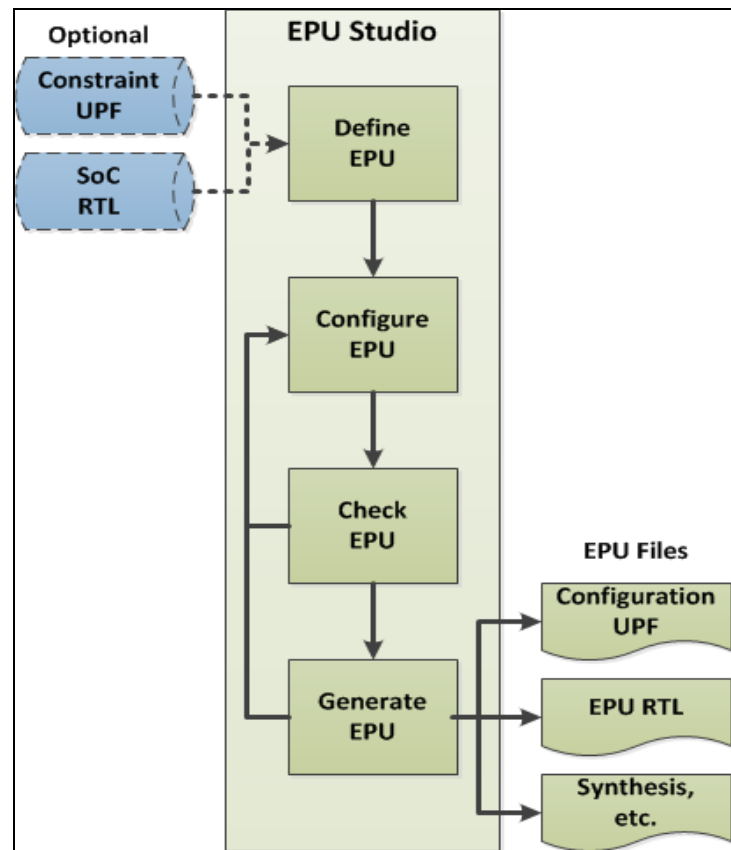 Optional
Constraint
UPF
SoC
RTL
EPU Studio
Define
EPU
Configure
EPU
Check
EPU
Generate
EPU
EPU Files
Configuration
UPF
EPU RTL
Synthesis,
etc.